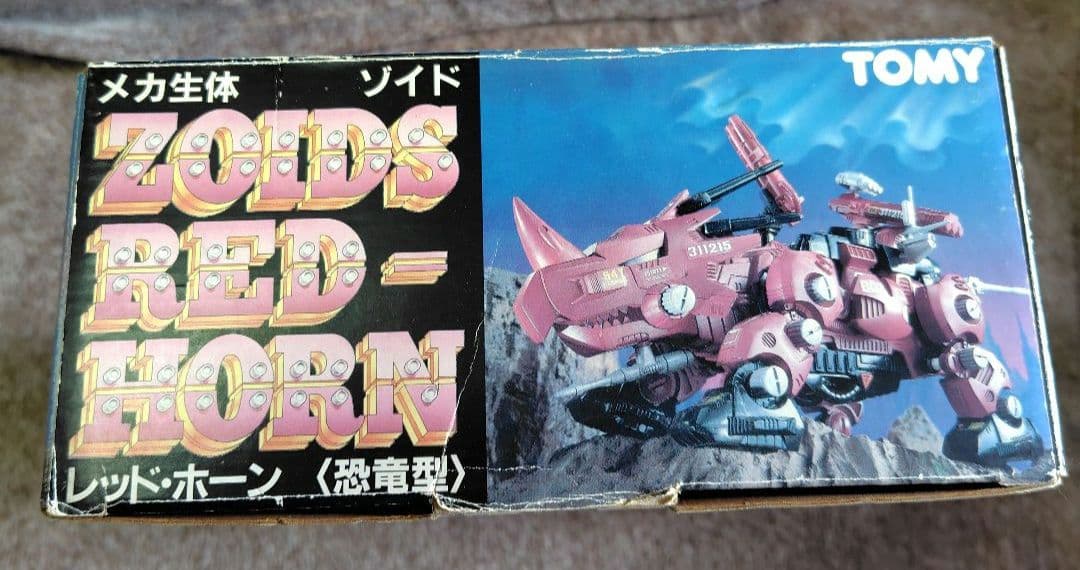 メカ生体 ゾイド
ZOIDS
RED-
HORN
レッド・ホーン 〈恐竜型〉
TOMY
311215